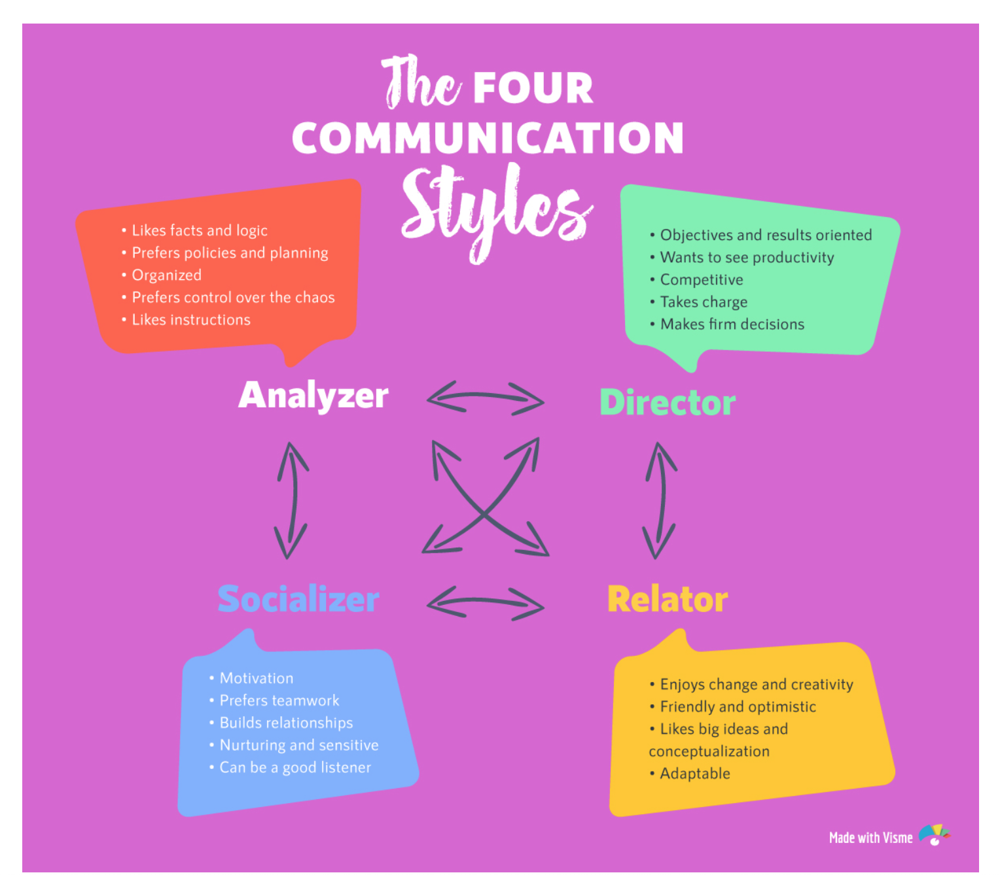 The FOUR
COMMUNICATION
Styles
• Likes facts and logic
• Prefers policies and planning
• Organized
• Prefers control over the chaos
• Likes instructions
• Objectives and results oriented
• Wants to see productivity
• Competitive
• Takes charge
• Makes firm decisions
Analyzer
Director
Socializer
Relator
• Motivation
• Prefers teamwork
• Builds relationships
• Nurturing and sensitive
• Can be a good listener
• Enjoys change and creativity
• Friendly and optimistic
• Likes big ideas and
conceptualization
• Adaptable
Made with Visme